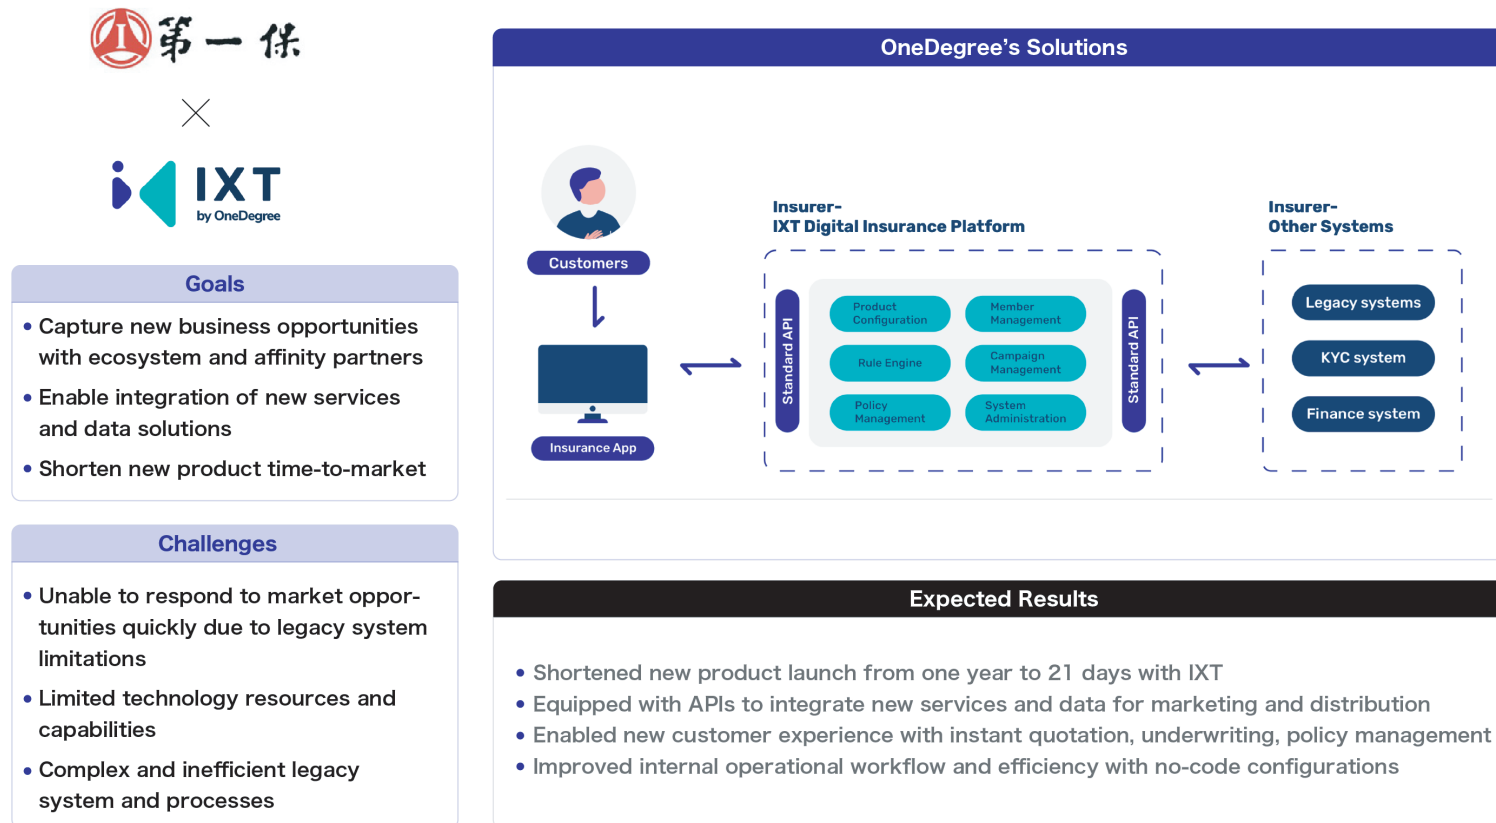 第一保
IXT
by OneDegree
Goals
• Capture new business opportunities
with ecosystem and affinity partners
• Enable integration of new services
and data solutions
• Shorten new product time-to-market
Challenges
• Unable to respond to market oppor-
tunities quickly due to legacy system
limitations
• Limited technology resources and
capabilities
• Complex and inefficient legacy
system and processes
OneDegree's Solutions
Customers
Insurance App
Insurer-
IXT Digital Insurance Platform
Standard API
Product
Configuration
Member
Management
Rule Engine
Campaign
Management
Policy
Management
System
Administration
Standard API
Insurer-
Other Systems
Legacy systems
KYC system
Finance system
Expected Results
• Shortened new product launch from one year to 21 days with IXT
• Equipped with APIs to integrate new services and data for marketing and distribution
• Enabled new customer experience with instant quotation, underwriting, policy management
• Improved internal operational workflow and efficiency with no-code configurations